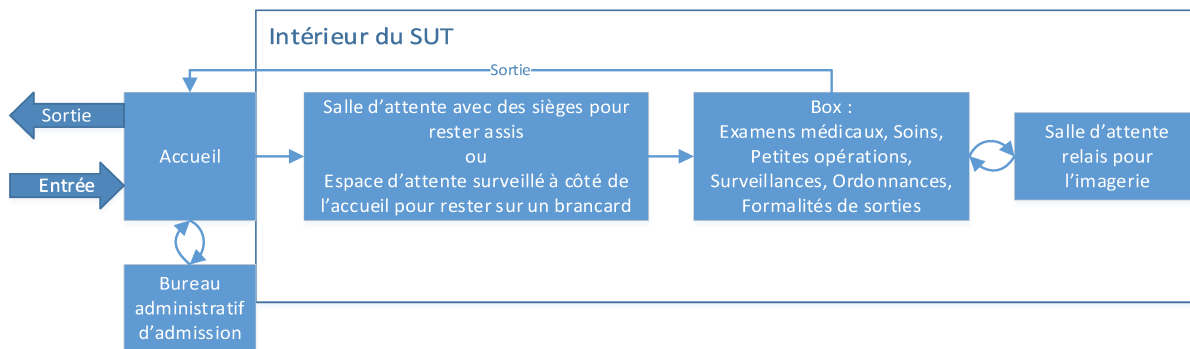 Intérieur du SUT
Sortie
Sortie
Entrée
Accueil
Salle d'attente avec des sièges pour
rester assis
ou
Espace d'attente surveillé à côté de
l'accueil pour rester sur un brancard
Box :
Examens médicaux, Soins,
Petites opérations,
Surveillances, Ordonnances,
Formalités de sorties
Salle d'attente
relais pour
l'imagerie
Bureau
administratif
d'admission